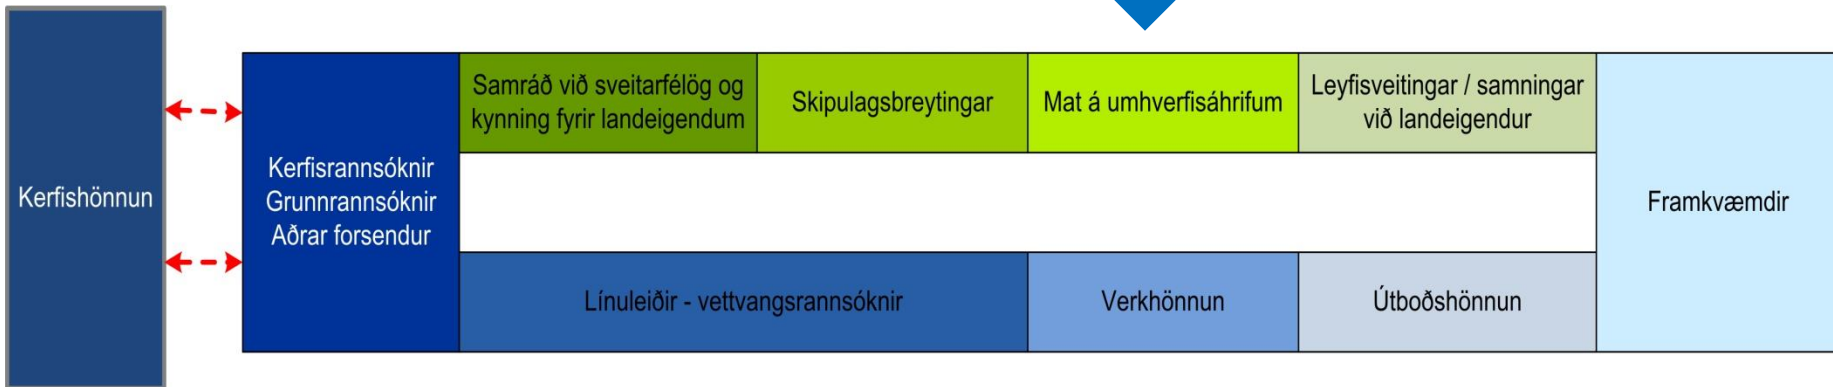 Kerfishönnun
Kerfisrannsóknir
Grunnrannsóknir
Aðrar forsendur
Samráð við sveitarfélög og
kynning fyrir landeigendum
Skipulagsbreytingar
Mat á umhverfisáhrifum
Leyfisveitingar / samningar
við landeigendur
Línuleiðir - vettvangsrannsóknir
Verkhönnun
Útboðshönnun
Framkvæmdir